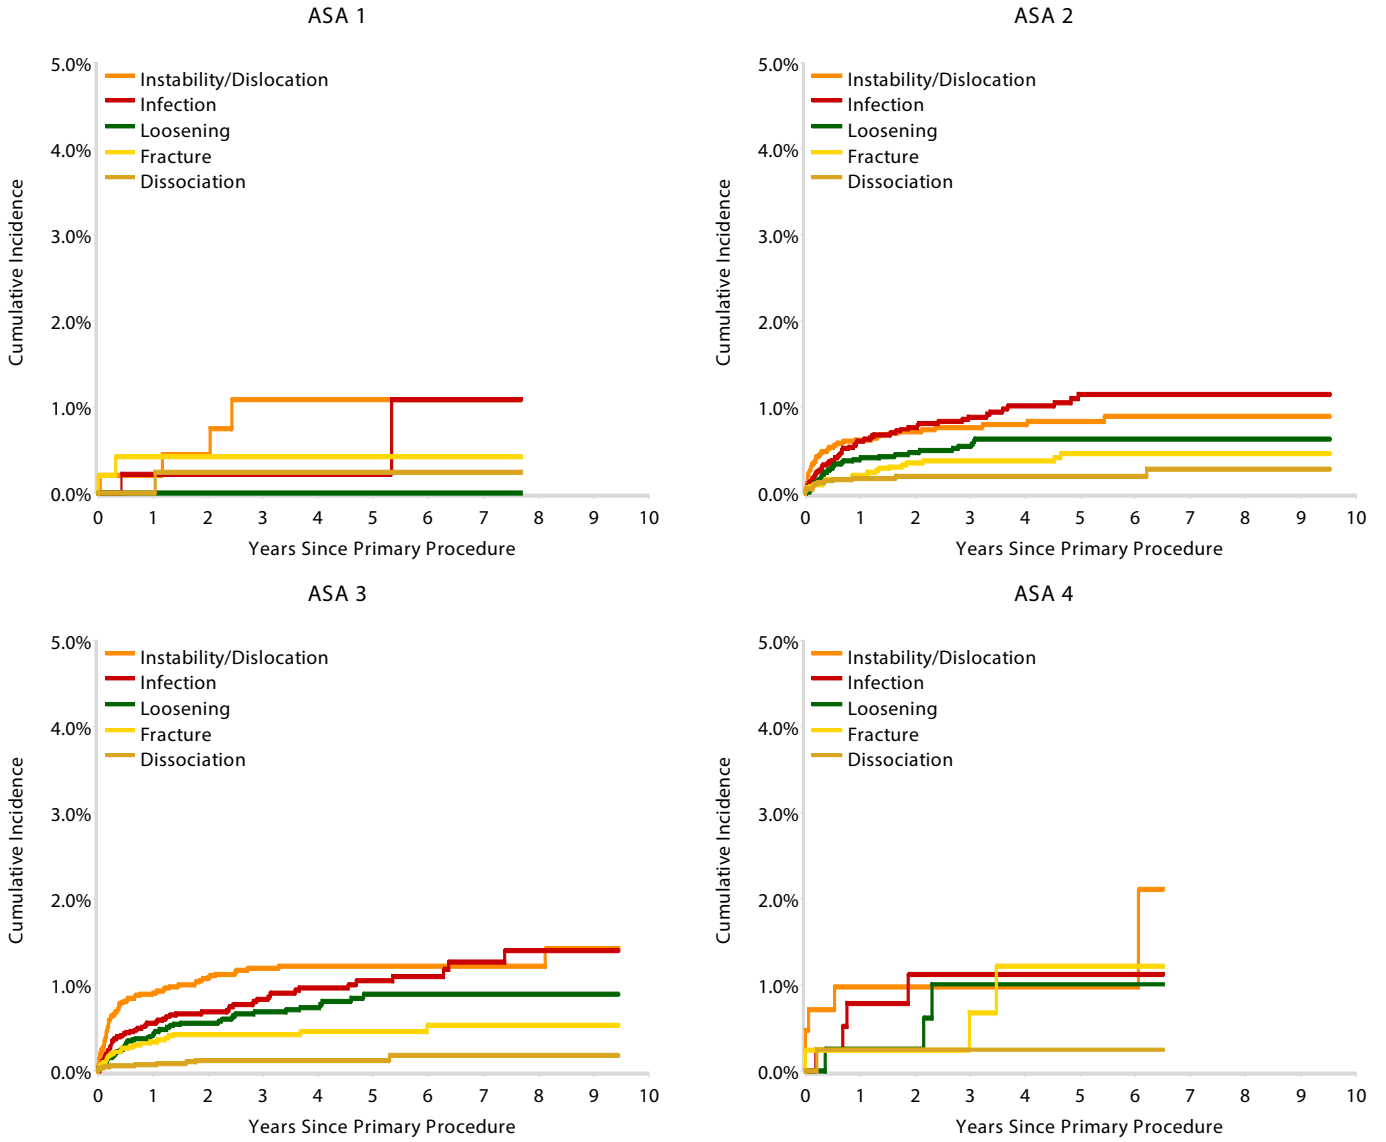 ASA 1
5.0%
4.0%
3.0%
2.0%
1.0%
0.0%
Cumulative Incidence
Instability/Dislocation
Infection
Loosening
Fracture
Dissociation
0 1 2 3 4 5 6 7 8 9 10
Years Since Primary Procedure
ASA 2
5.0%
4.0%
3.0%
2.0%
1.0%
0.0%
Cumulative Incidence
Instability/Dislocation
Infection
Loosening
Fracture
Dissociation
0 1 2 3 4 5 6 7 8 9 10
Years Since Primary Procedure
ASA 3
5.0%
4.0%
3.0%
2.0%
1.0%
0.0%
Cumulative Incidence
Instability/Dislocation
Infection
Loosening
Fracture
Dissociation
0 1 2 3 4 5 6 7 8 9 10
Years Since Primary Procedure
ASA 4
5.0%
4.0%
3.0%
2.0%
1.0%
0.0%
Cumulative Incidence
Instability/Dislocation
Infection
Loosening
Fracture
Dissociation
0 1 2 3 4 5 6 7 8 9 10
Years Since Primary Procedure